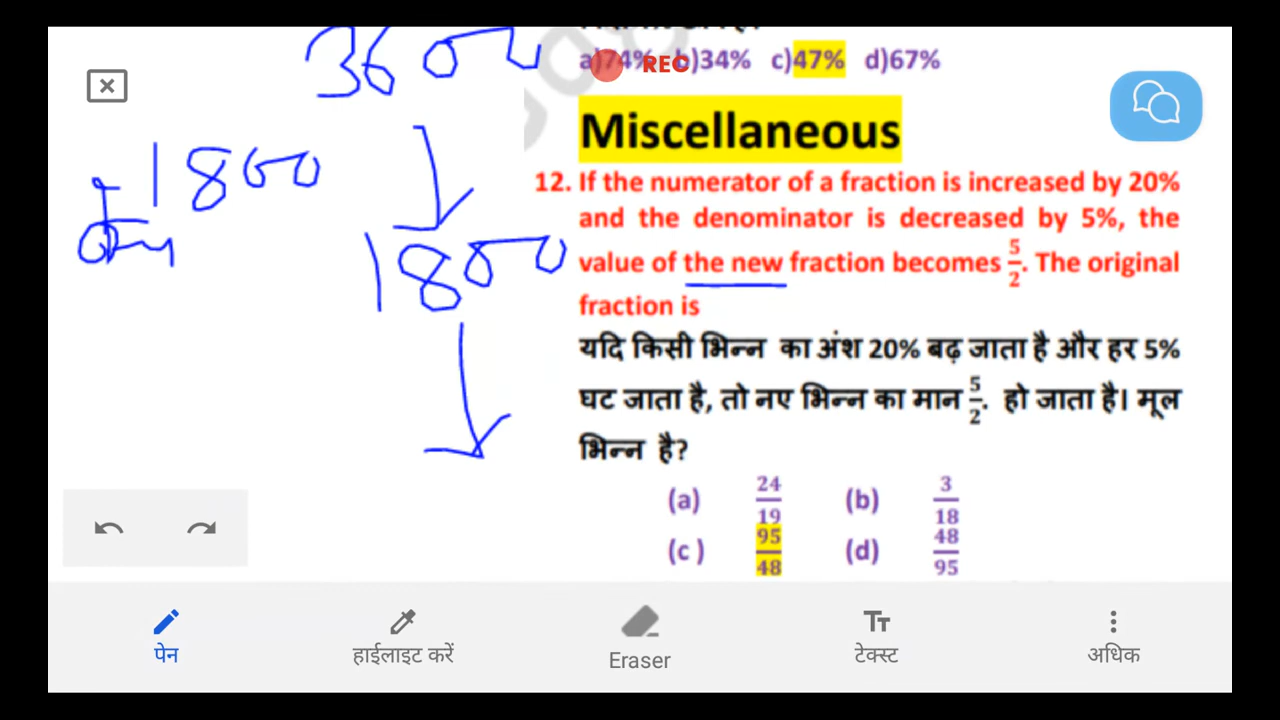 3600
a)74% b)34% c)47% d)67%
REC
Miscellaneous
1800
1800
12. If the numerator of a fraction is increased by 20%
and the denominator is decreased by 5%, the
value of the new fraction becomes 5/2. The original
fraction is
यदि किसी भिन्न का अंश 20% बढ़ जाता है और हर 5%
घट जाता है, तो नए भिन्न का मान 5/2. हो जाता है। मूल
भिन्न है?
(a) 24/19 (b) 3/18
(c ) 95/48 (d) 48/95
पेन हाईलाइट करें Eraser टेक्स्ट अधिक